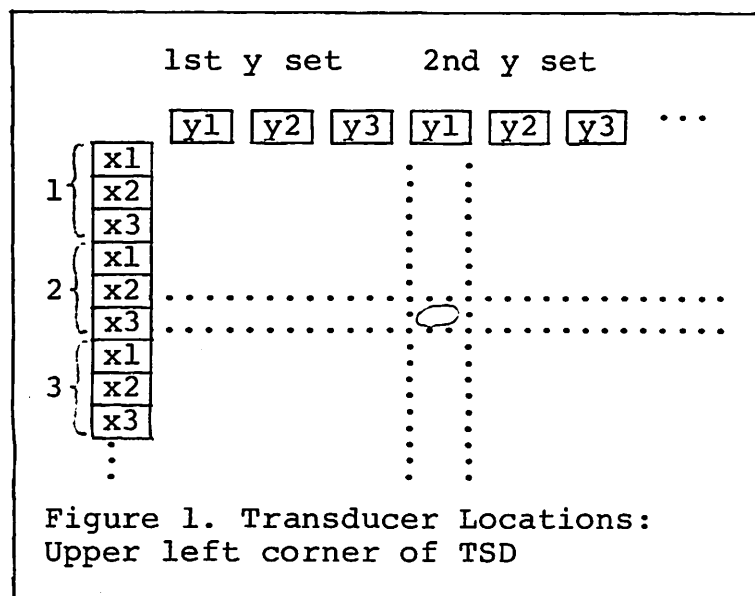 1st y set 2nd y set
y1 y2 y3 y1 y2 y3 ...
x1
1 x2
x3
x1
2 x2
x3
x1
3 x2
x3
Figure 1. Transducer Locations:
Upper left corner of TSD